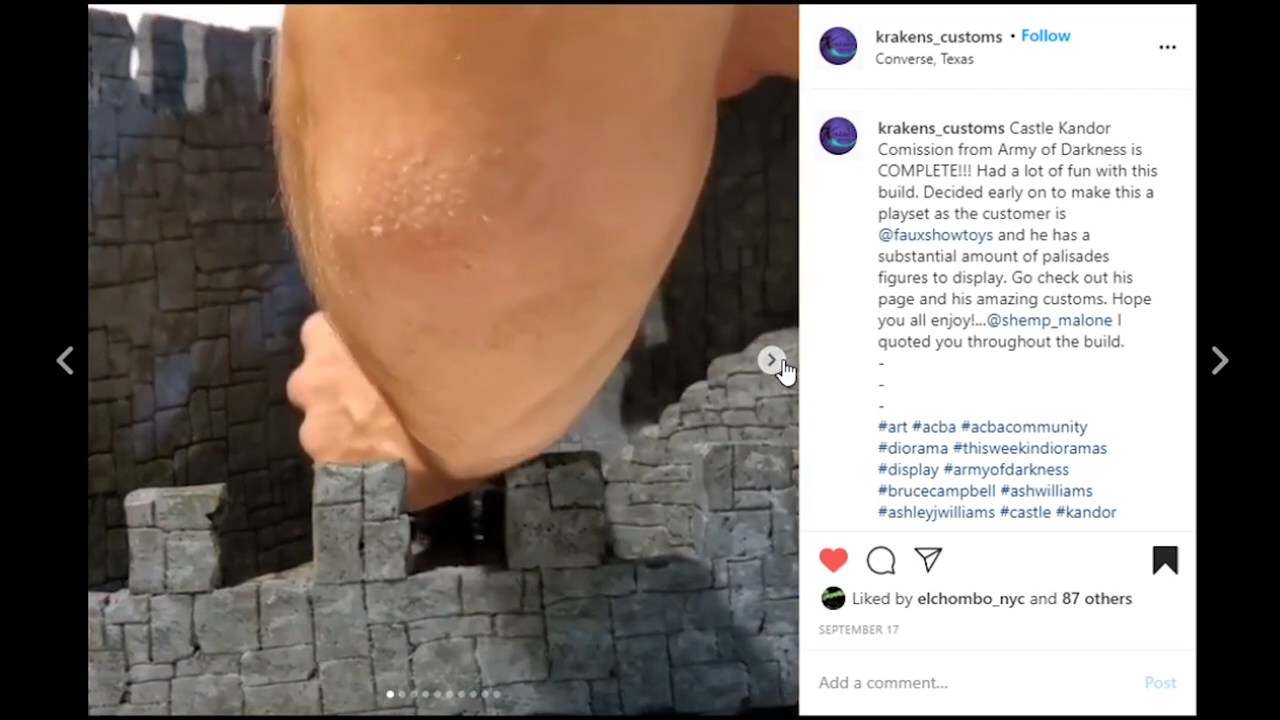 krakens_customs • Follow
Converse, Texas
krakens_customs Castle Kandor
Comission from Army of Darkness is
COMPLETE!!! Had a lot of fun with this
build. Decided early on to make this a
playset as the customer is
@fauxshowtoys and he has a
substantial amount of palisades
figures to display. Go check out his
page and his amazing customs. Hope
you all enjoy!...@shemp_malone I
quoted you throughout the build.
-
-
-
#art #acba #acbacommunity
#diorama #thisweekindioramas
#display #armyofdarkness
#brucecampbell #ashwilliams
#ashleyjwilliams #castle #kandor
Liked by elchombo_nyc and 87 others
SEPTEMBER 17
Add a comment... Post